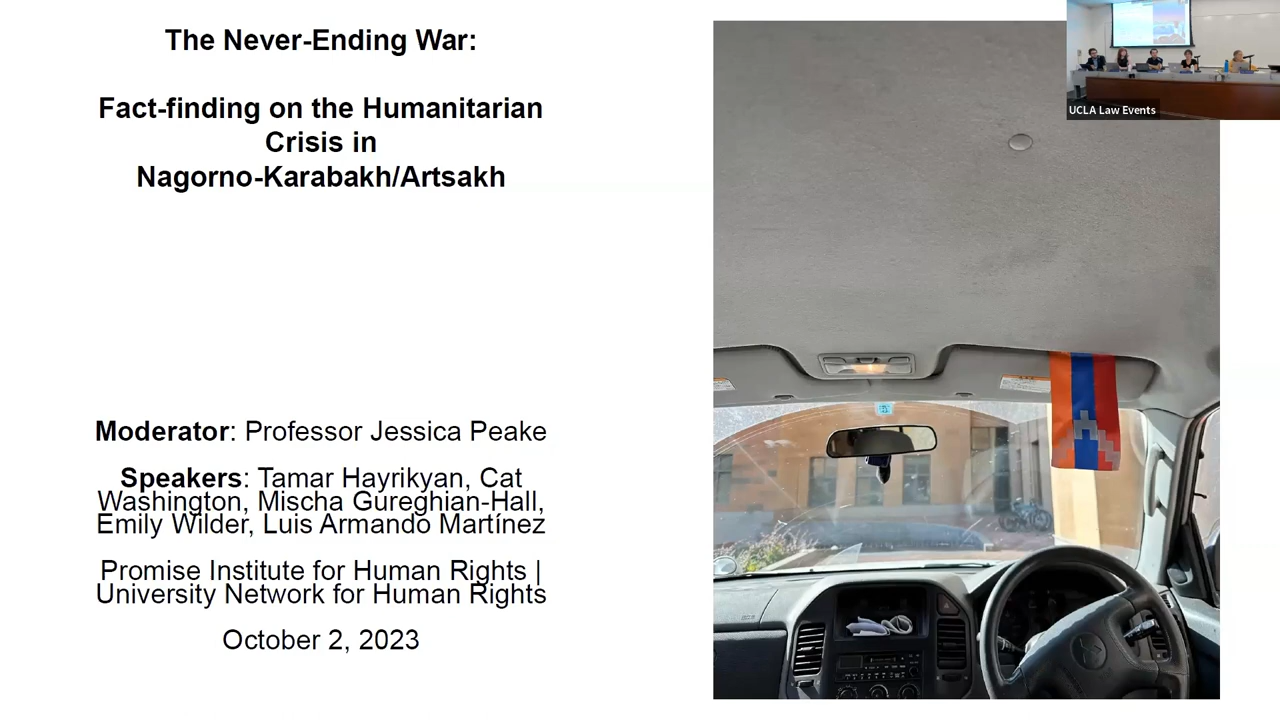 The Never-Ending War:
Fact-finding on the Humanitarian
Crisis in
Nagorno-Karabakh/Artsakh
Moderator: Professor Jessica Peake
Speakers: Tamar Hayrikyan, Cat
Washington, Mischa Gureghian-Hall,
Emily Wilder, Luis Armando Martínez
Promise Institute for Human Rights |
University Network for Human Rights
October 2, 2023
UCLA Law Events